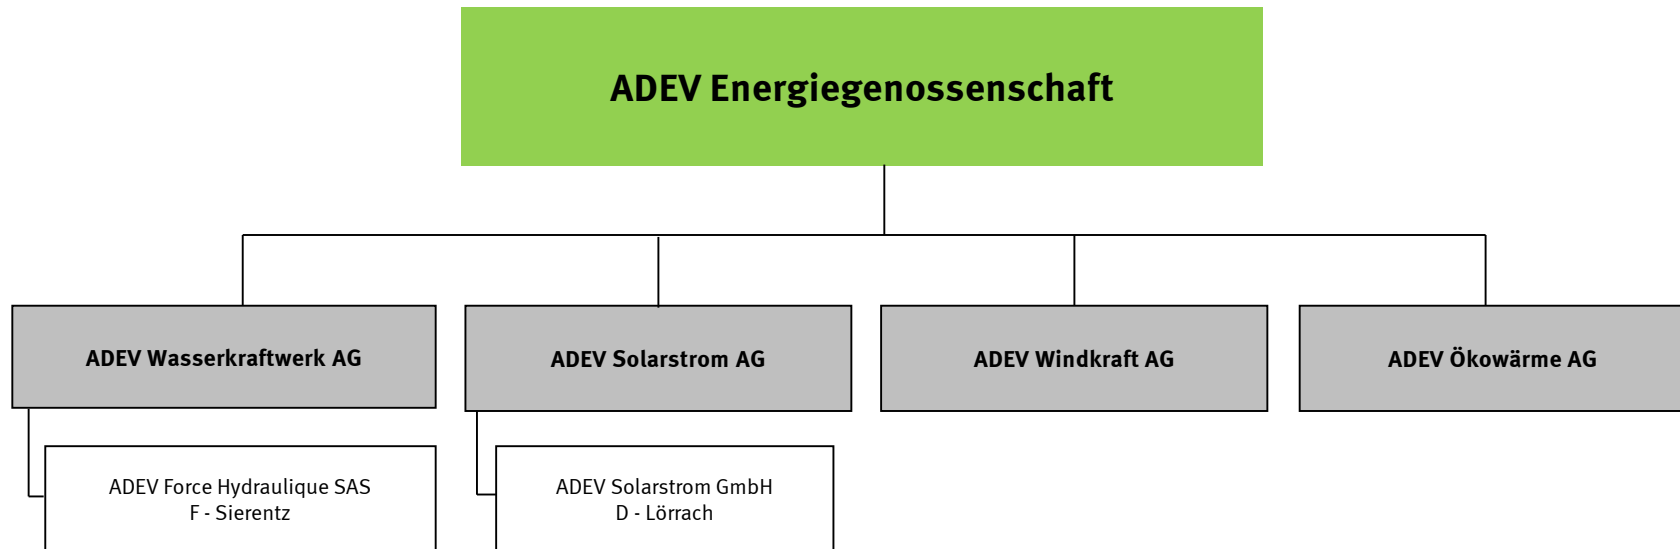 ADEV Energiegenossenschaft
ADEV Wasserkraftwerk AG
ADEV Solarstrom AG
ADEV Windkraft AG
ADEV Ökowärme AG
ADEV Force Hydraulique SAS
F - Sierentz
ADEV Solarstrom GmbH
D - Lörrach